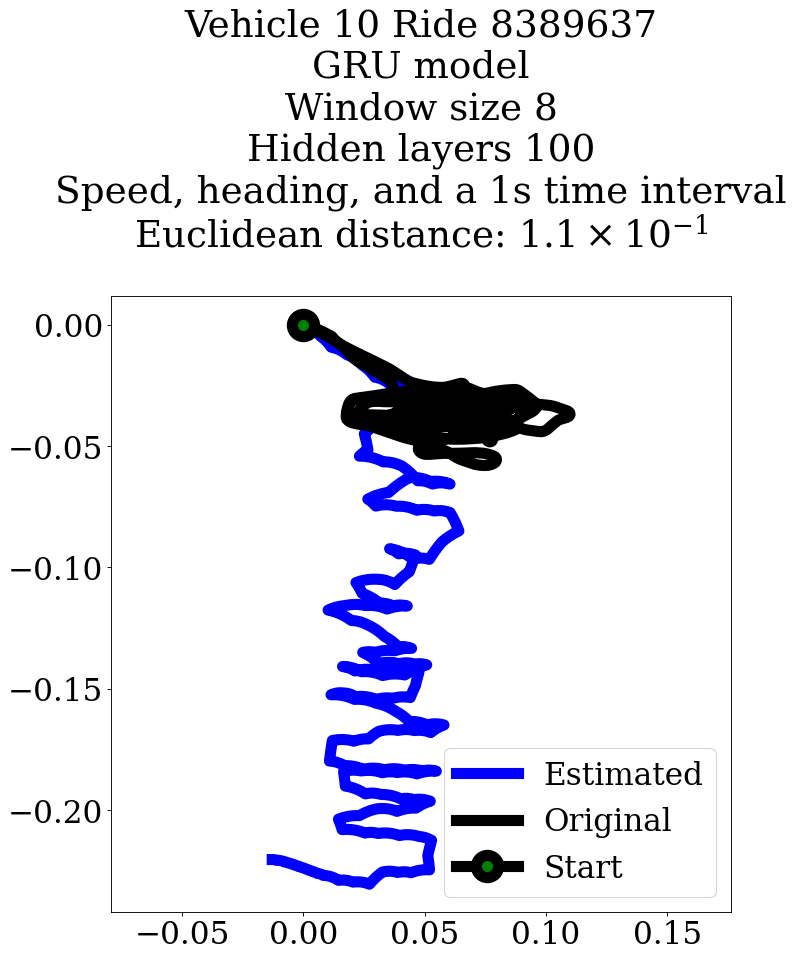 Vehicle 10 Ride 8389637
GRU model
Window size 8
Hidden layers 100
Speed, heading, and a 1s time interval
Euclidean distance: 1.1 × 10⁻¹
0.00
−0.05
−0.10
−0.15
−0.20
Estimated
Original
Start
−0.05 0.00 0.05 0.10 0.15